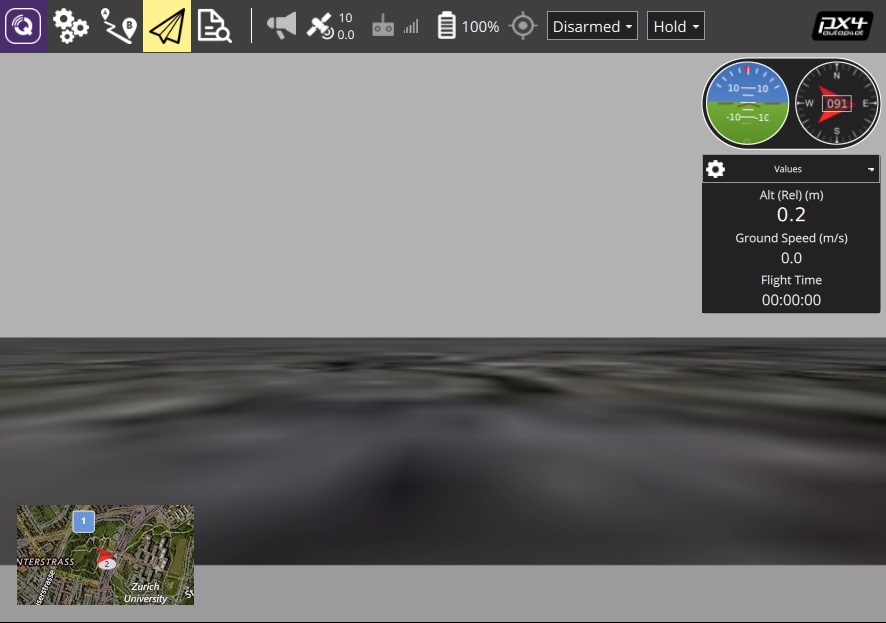 A
B
10
0.0
100%
Disarmed
Hold
px4
autopilot
10 10
-10 -10
N
W 091 E
S
Values
Alt (Rel) (m)
0.2
Ground Speed (m/s)
0.0
Flight Time
00:00:00
1
NTERSTRASS
2
serstrasse
Zurich
University